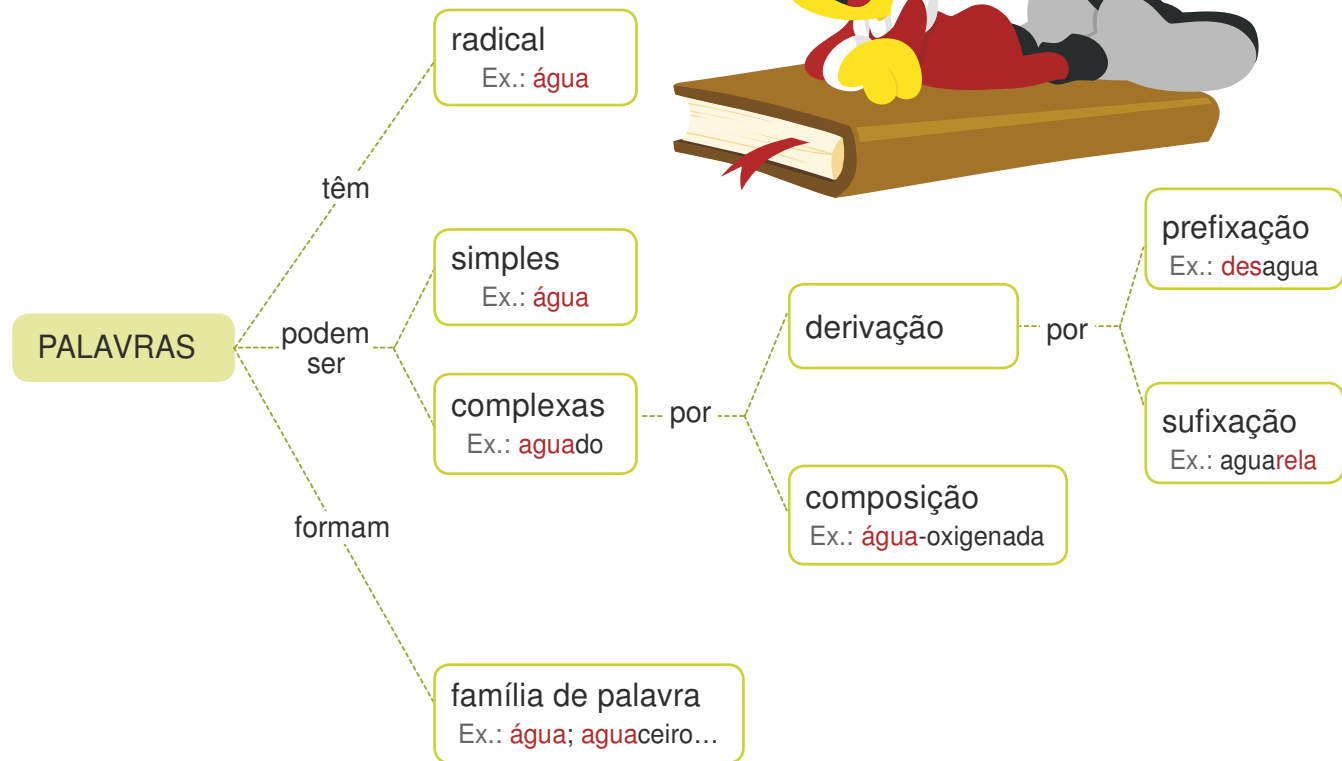 radical
Ex.: água
têm
simples
Ex.: água
PALAVRAS
podem
ser
complexas
Ex.: aguado
por
derivação
por
prefixação
Ex.: desagua
sufixação
Ex.: aguarela
composição
Ex.: água-oxigenada
formam
família de palavra
Ex.: água; aguaceiro…